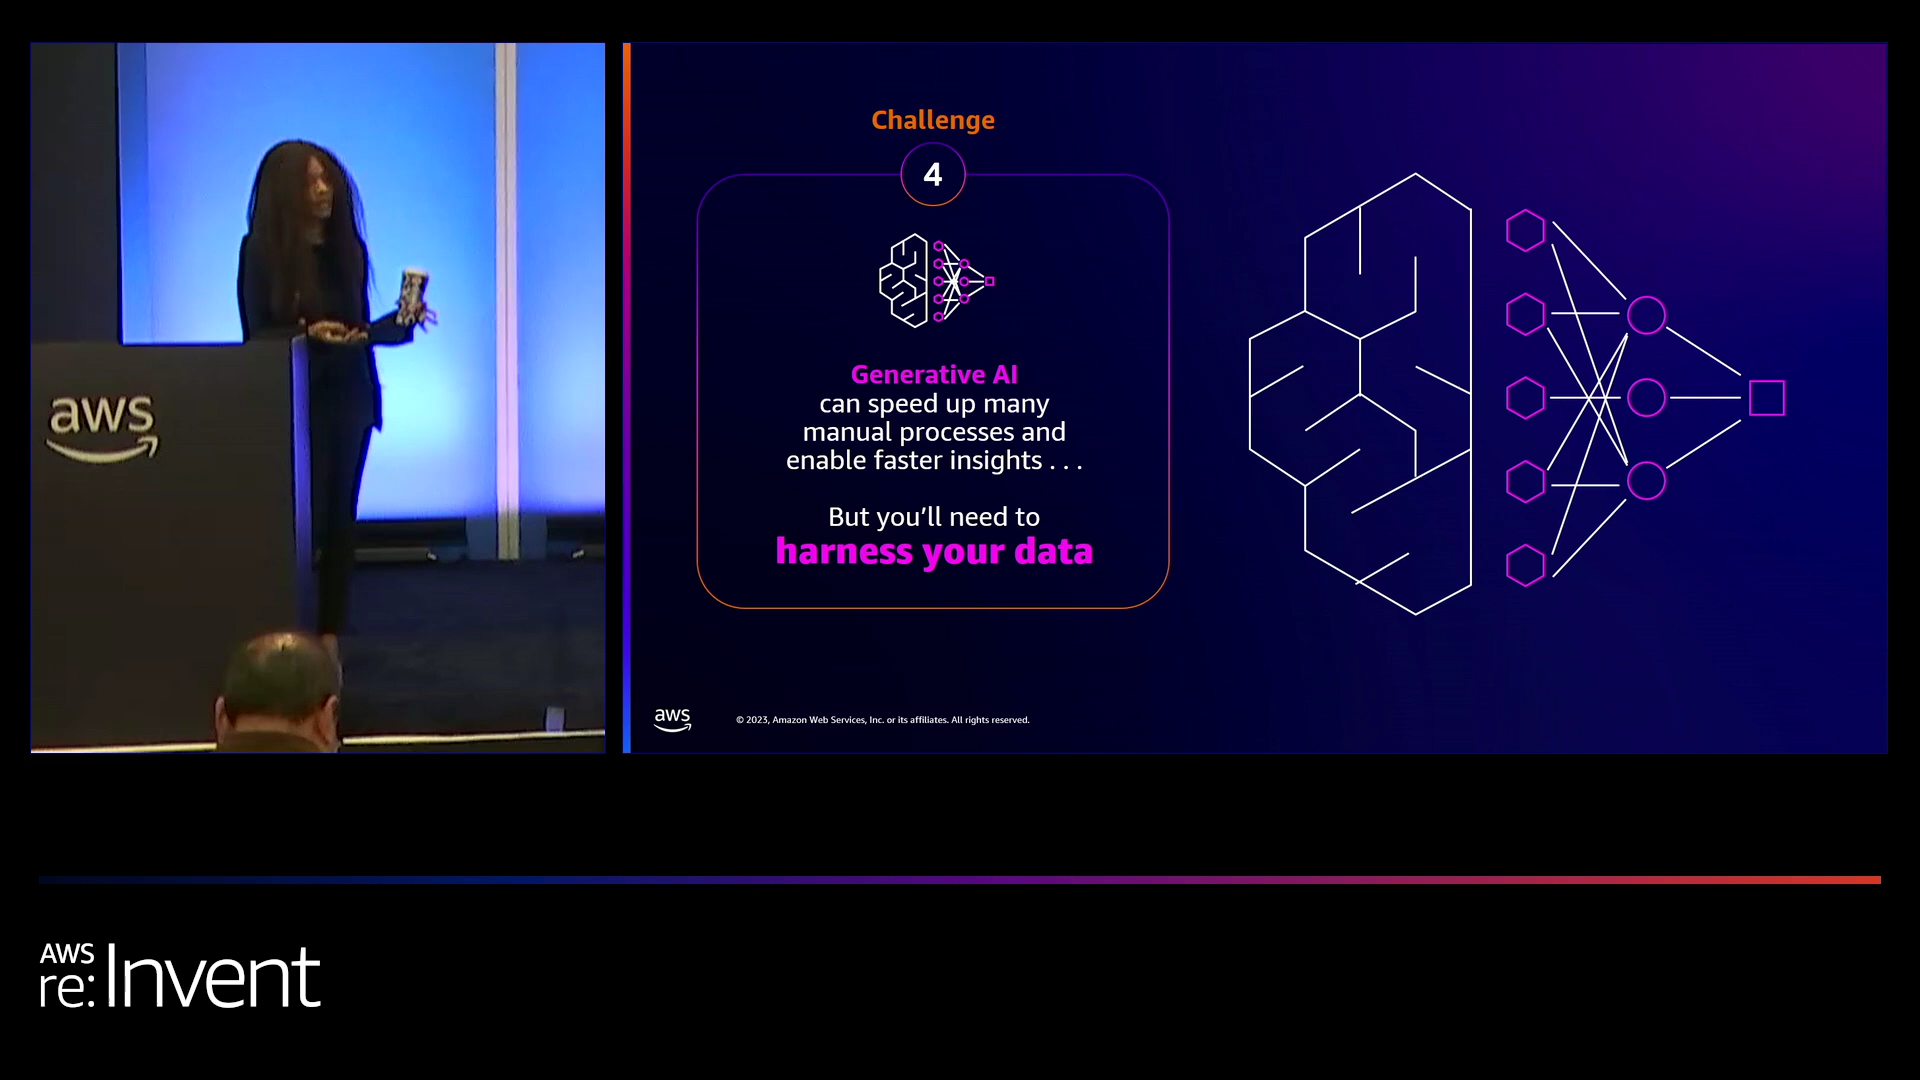 aws
Challenge
4
Generative AI
can speed up many
manual processes and
enable faster insights . . .
But you’ll need to
harness your data
aws
© 2023, Amazon Web Services, Inc. or its affiliates. All rights reserved.
AWS
re:Invent